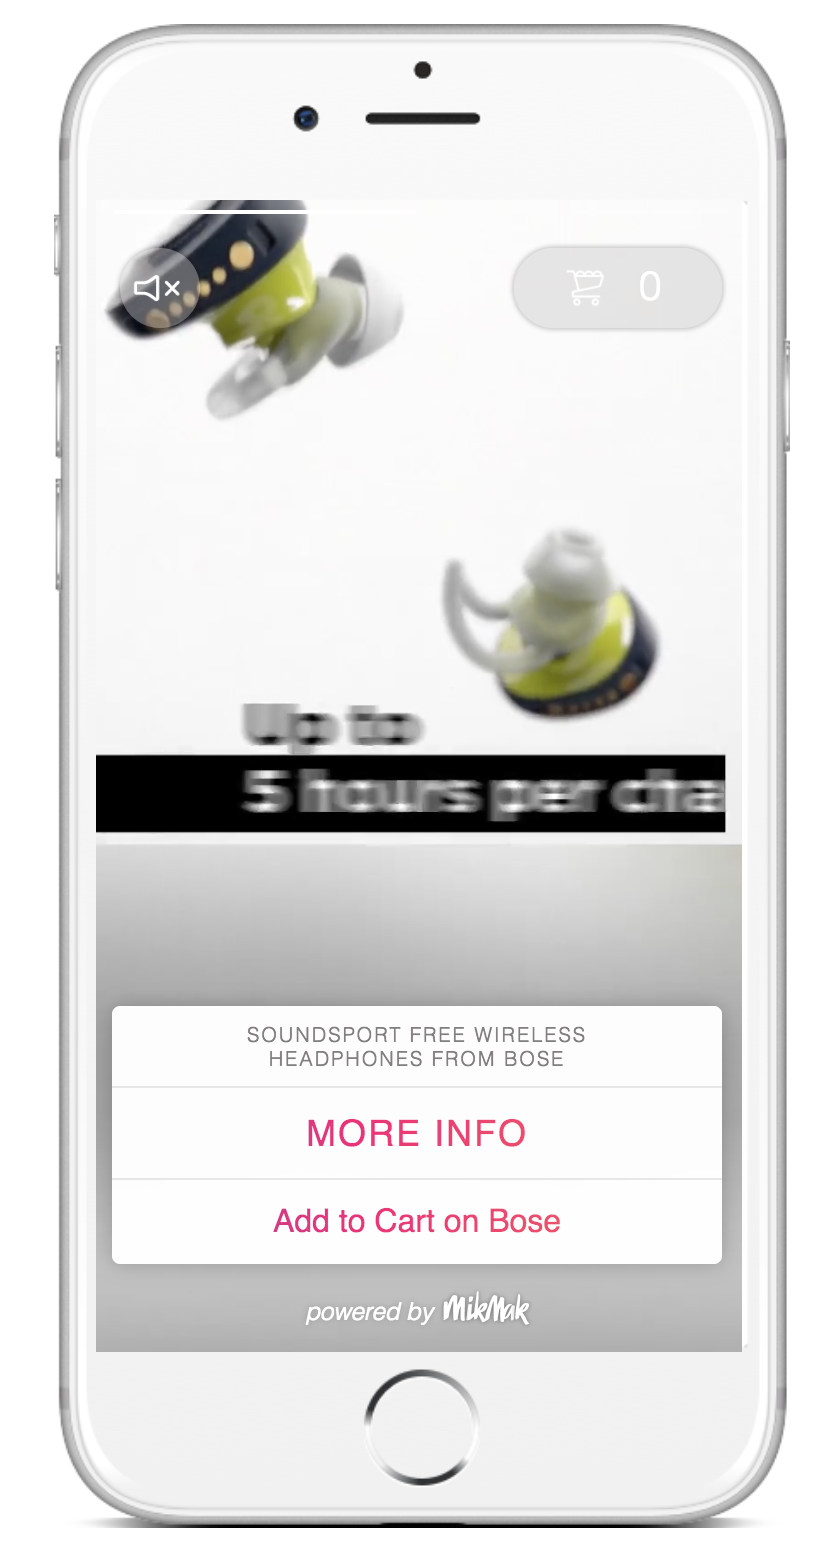 0
Up to
5 hours per cha
SOUNDSPORT FREE WIRELESS
HEADPHONES FROM BOSE
MORE INFO
Add to Cart on Bose
powered by MikMak